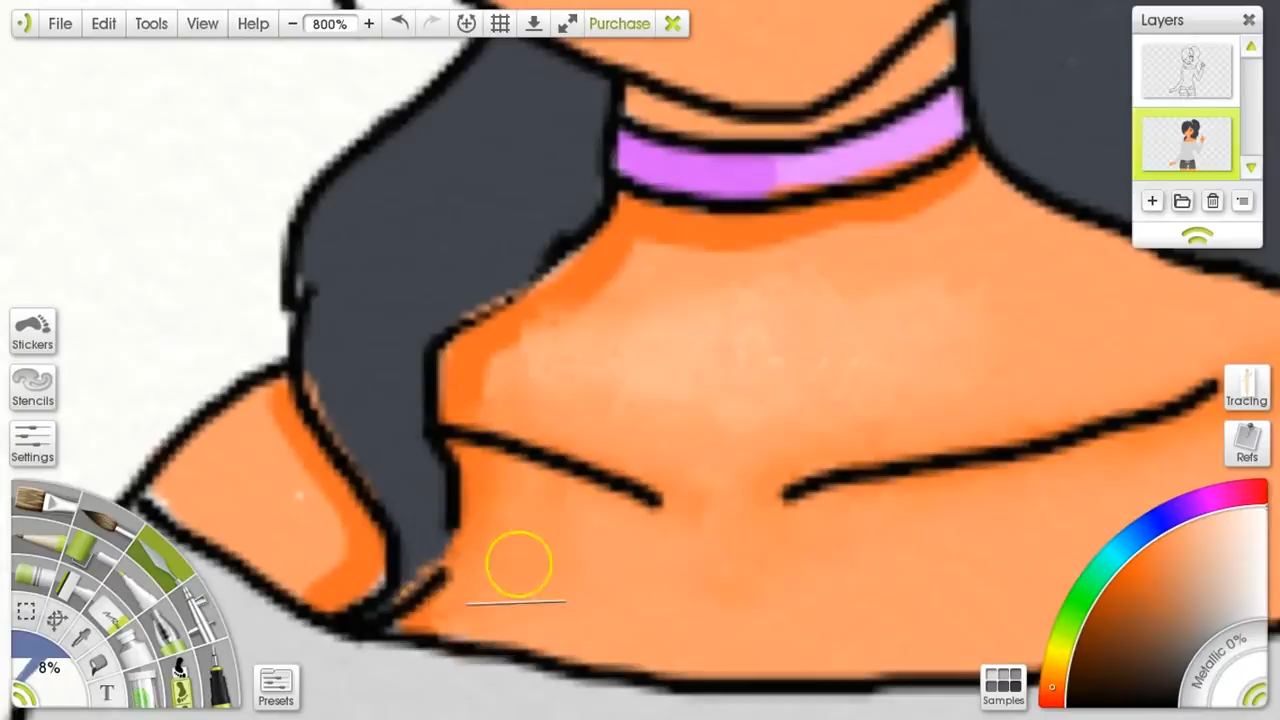 File Edit Tools View Help 800% Purchase
Layers
Stickers
Stencils
Settings
Tracing
Refs
8%
T
Presets
Samples
Metallic 0%